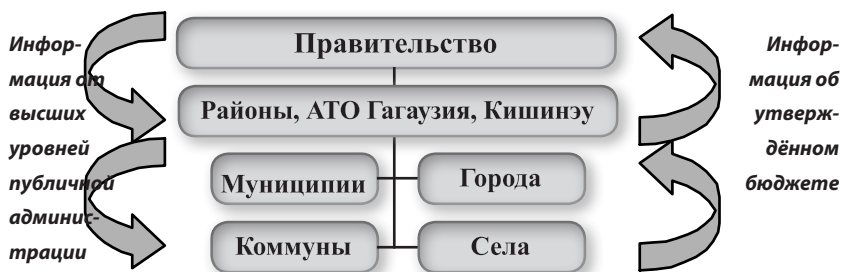 Инфор-
мация от
высших
уровней
публичной
админис-
трации
Правительство
Районы, АТО Гагаузия, Кишинэу
Муниципии
Города
Коммуны
Села
Инфор-
мация об
утверж-
дённом
бюджете